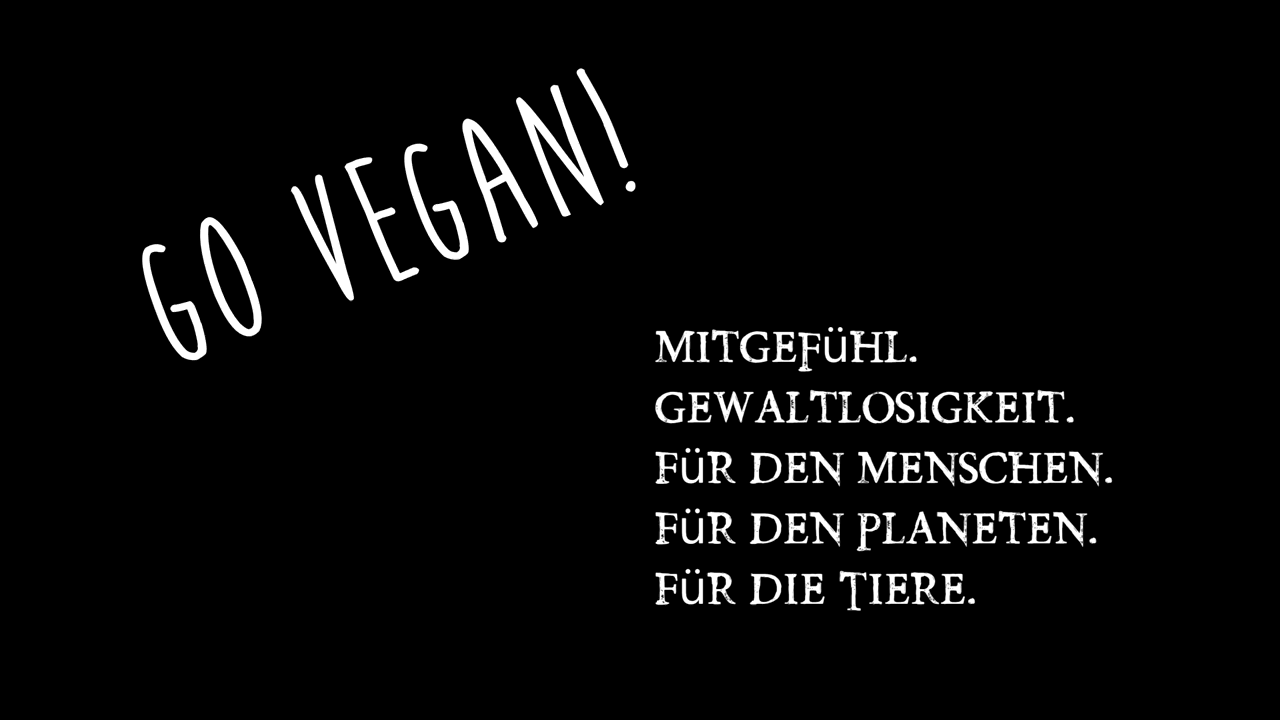 GO VEGAN!
MITGEFÜHL.
GEWALTLOSIGKEIT.
FÜR DEN MENSCHEN.
FÜR DEN PLANETEN.
FÜR DIE TIERE.